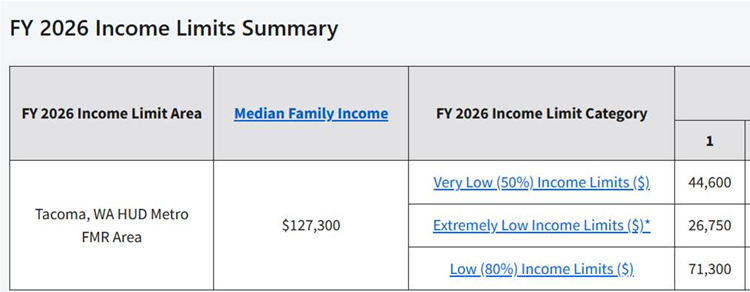 FY 2026 Income Limits Summary
FY 2026 Income Limit Area
Median Family Income
FY 2026 Income Limit Category
1
Tacoma, WA HUD Metro
FMR Area
$127,300
Very Low (50%) Income Limits ($)
44,600
Extremely Low Income Limits ($)*
26,750
Low (80%) Income Limits ($)
71,300